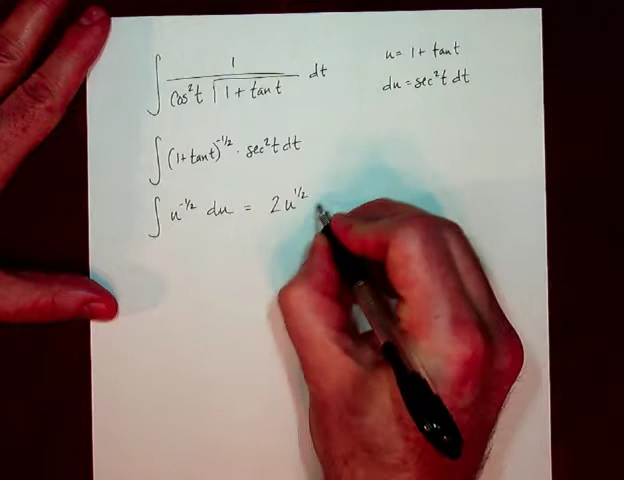 ∫ 1/(cos²t √(1 + tan t)) dt
u = 1 + tan t
du = sec²t dt
∫ (1+tan t)^(-1/2) · sec²t dt
∫ u^(-1/2) du = 2u^(1/2)